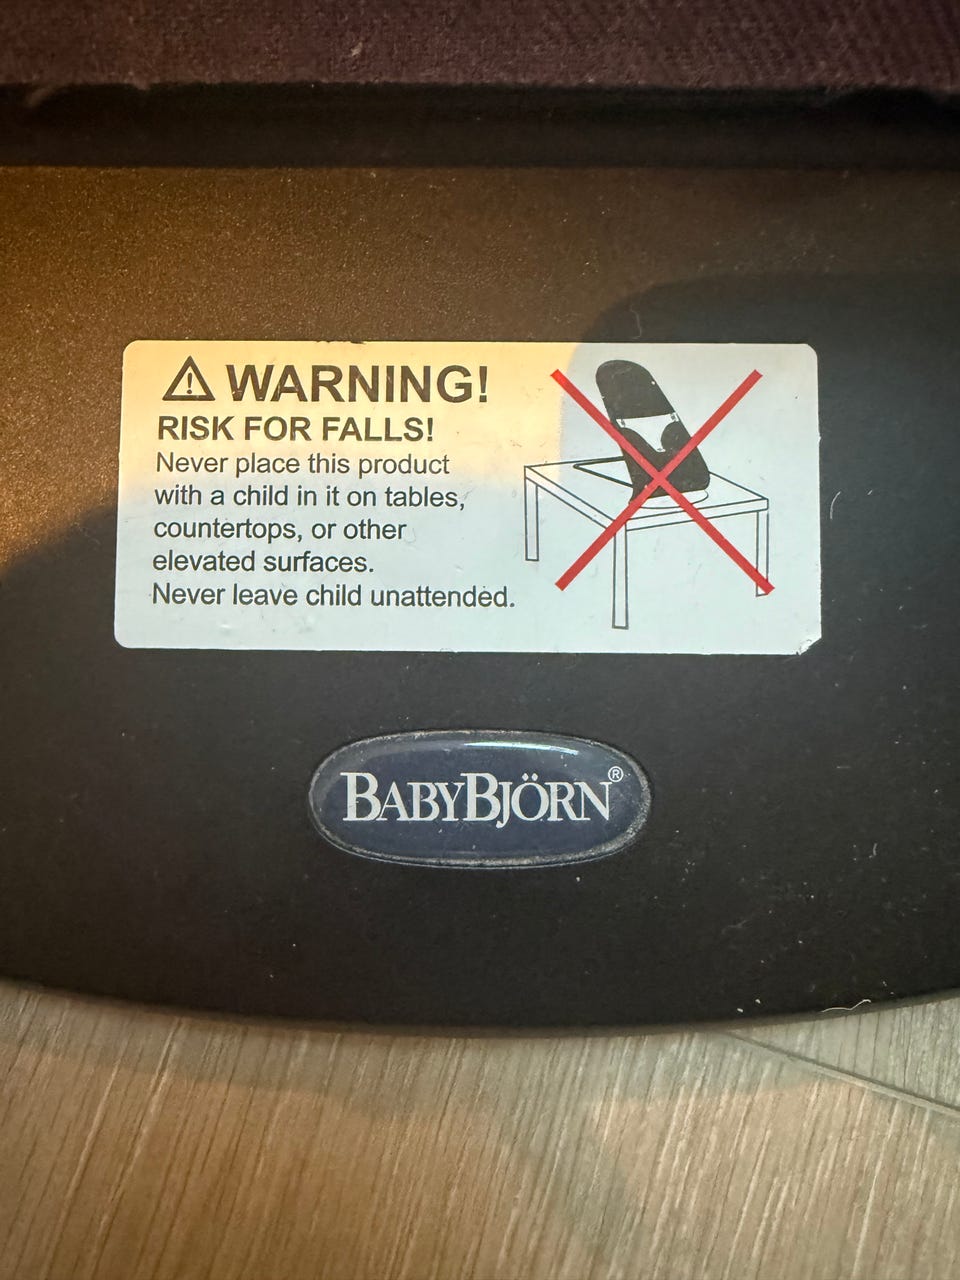 ⚠ WARNING!
RISK FOR FALLS!
Never place this product
with a child in it on tables,
countertops, or other
elevated surfaces.
Never leave child unattended.
BABYBJÖRN®